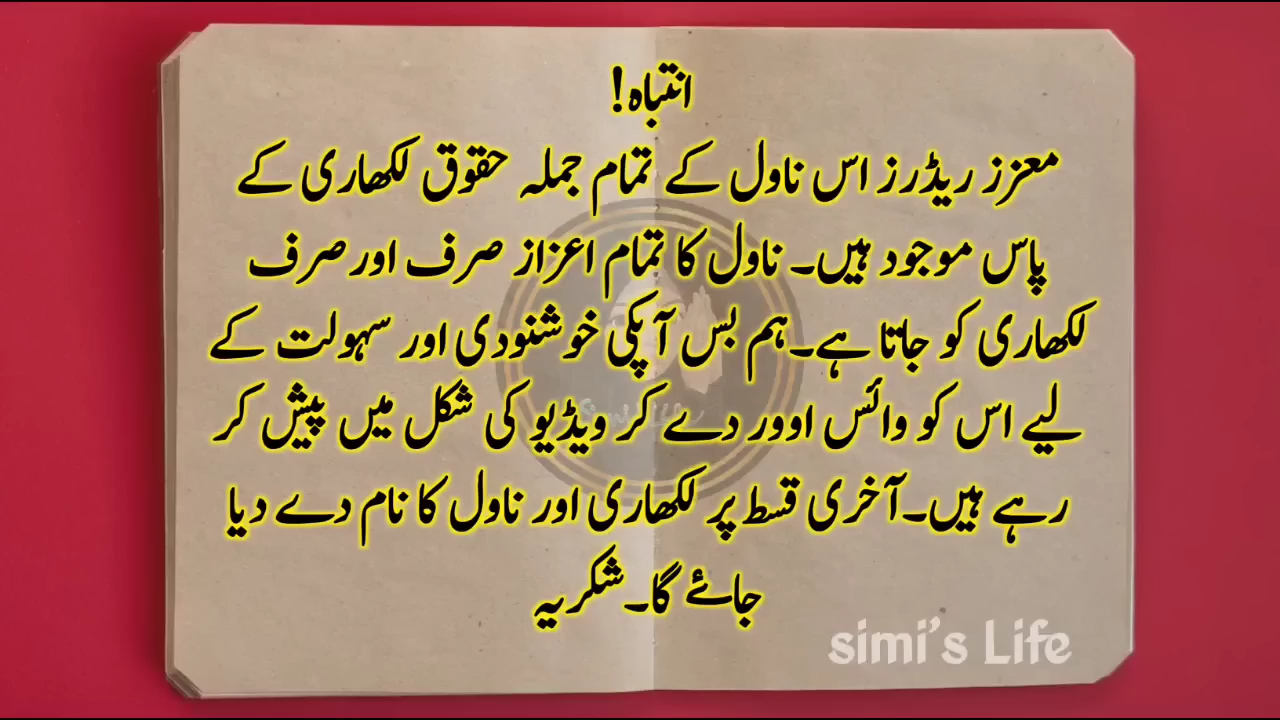 انتباہ!
معزز ریڈرز اس ناول کے تمام جملہ حقوق لکھاری کے
پاس موجود ہیں۔ ناول کا تمام اعزاز صرف اور صرف
لکھاری کو جاتا ہے۔ہم بس آپکی خوشنودی اور سہولت کے
لیے اس کو وائس اوور دے کر ویڈیو کی شکل میں پیش کر
رہے ہیں۔آخری قسط پر لکھاری اور ناول کا نام دے دیا
جائے گا۔شکریہ
simi's Life